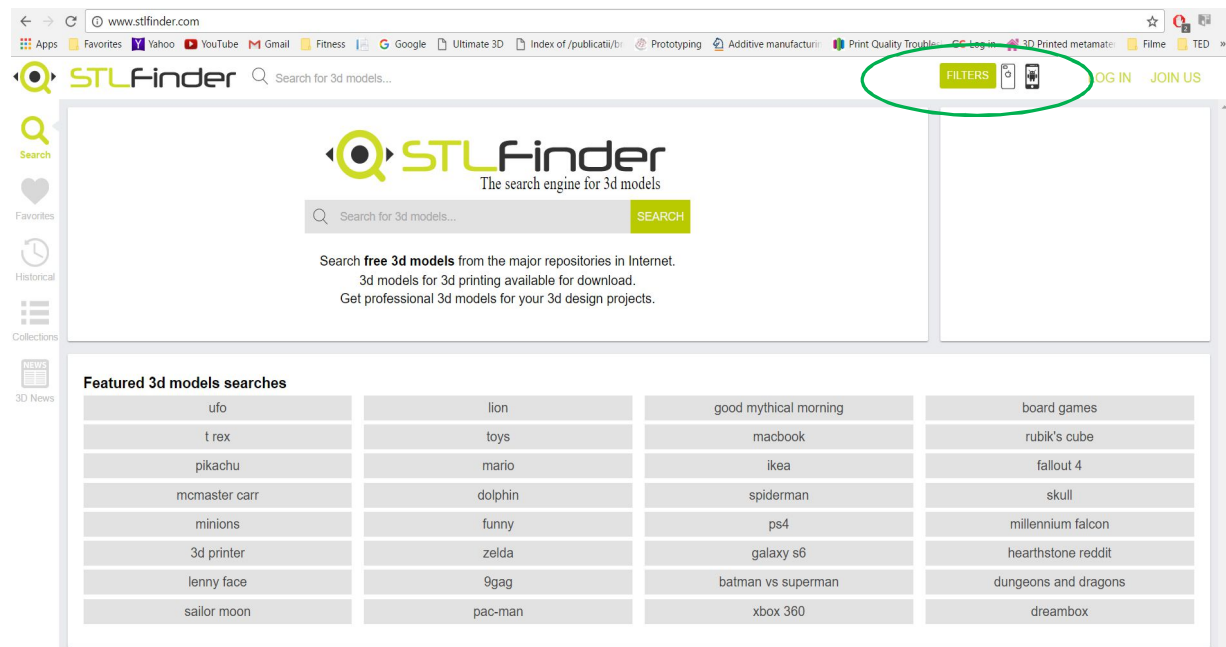 www.stlfinder.com
Apps Favorites Yahoo YouTube Gmail Fitness G Google Ultimate 3D Index of /publicatii/ Prototyping Additive manufacturin Print Quality Log in 3D Printed metamate Filme TED »
STLFinder Search for 3d models... FILTERS LOG IN JOIN US
Search
Favorites
Historical
Collections
NEWS
3D News
STLFinder
The search engine for 3d models
Search for 3d models... SEARCH
Search free 3d models from the major repositories in Internet.
3d models for 3d printing available for download.
Get professional 3d models for your 3d design projects.
Featured 3d models searches
ufo lion good mythical morning board games
t rex toys macbook rubik's cube
pikachu mario ikea fallout 4
mcmaster carr dolphin spiderman skull
minions funny ps4 millennium falcon
3d printer zelda galaxy s6 hearthstone reddit
lenny face 9gag batman vs superman dungeons and dragons
sailor moon pac-man xbox 360 dreambox